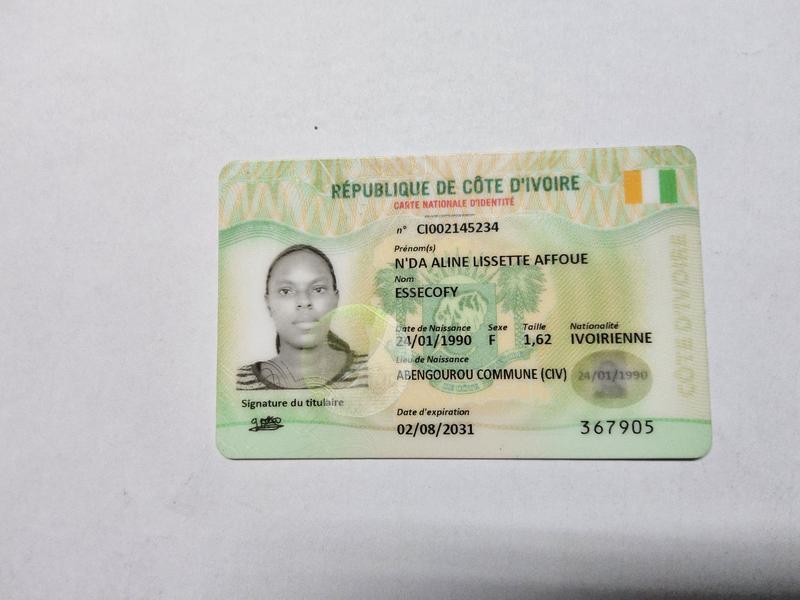 RÉPUBLIQUE DE CÔTE D'IVOIRE
CARTE NATIONALE D'IDENTITÉ
n° CI002145234
Prénom(s)
N'DA ALINE LISSETTE AFFOUE
Nom
ESSECOFY
Date de Naissance Sexe Taille Nationalité
24/01/1990 F 1,62 IVOIRIENNE
Lieu de Naissance
ABENGOUROU COMMUNE (CIV) 24/01/1990
Signature du titulaire
Date d'expiration
02/08/2031
367905